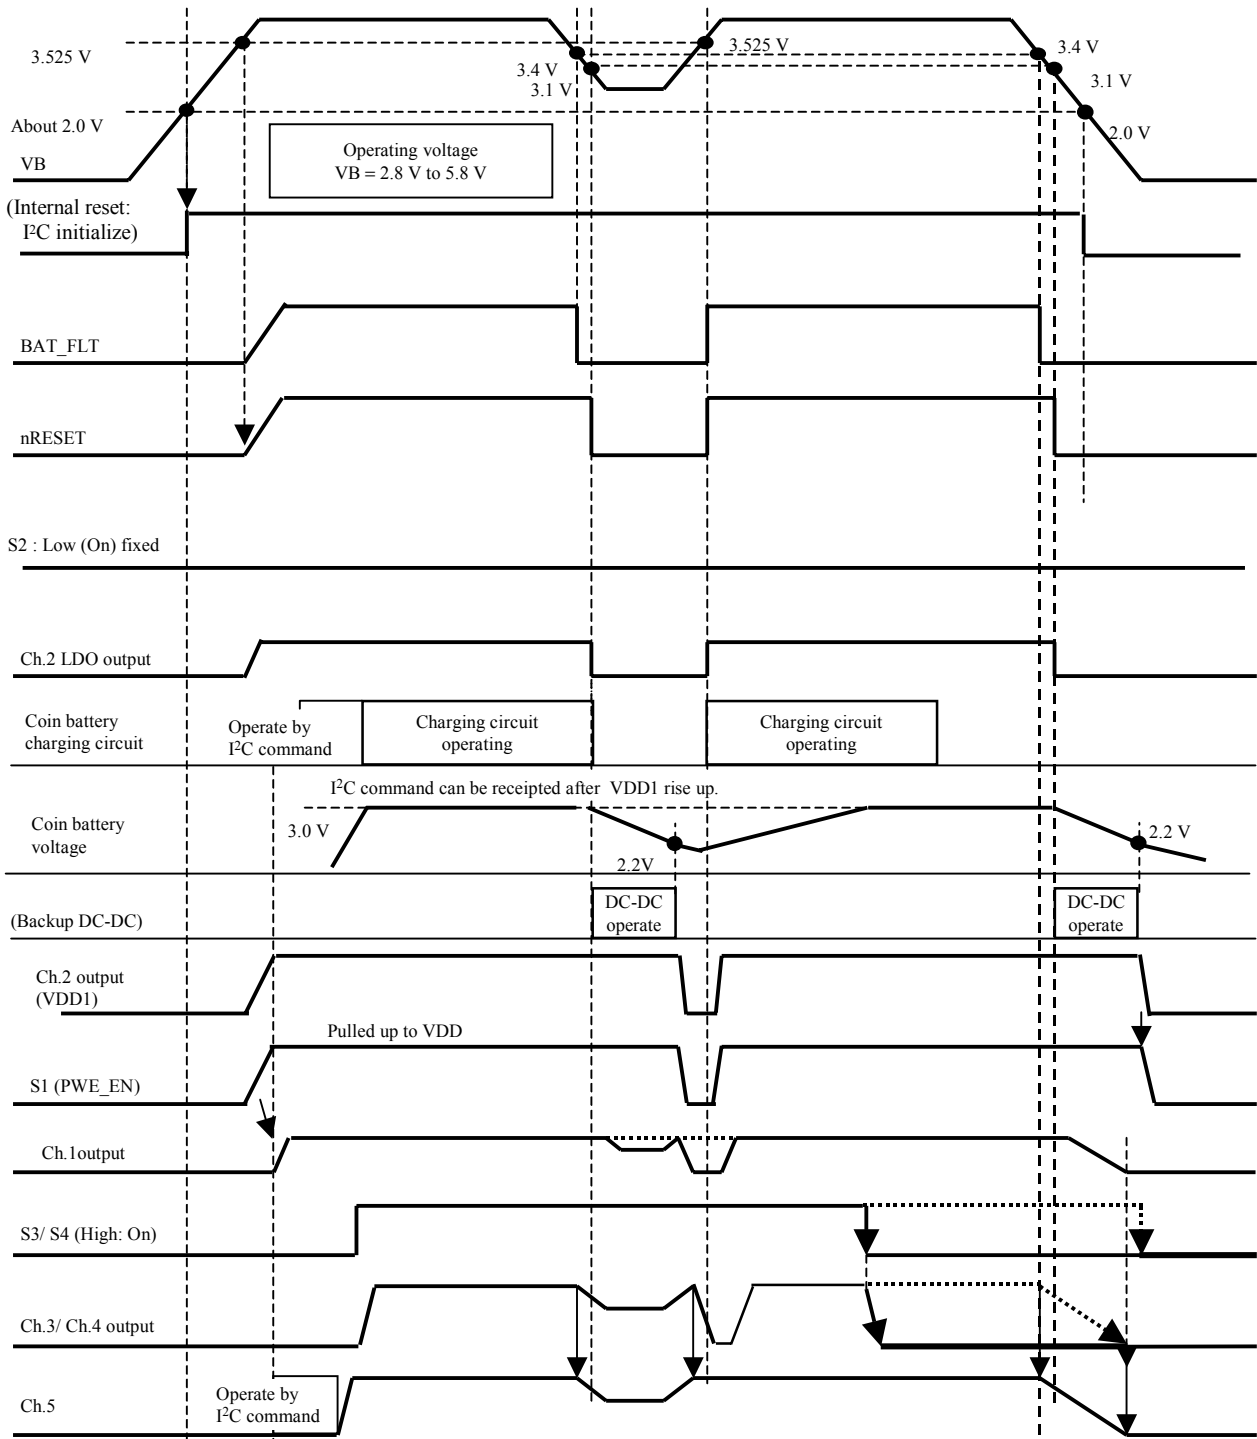 3.525 V
3.525 V
3.4 V
3.4 V
3.1 V
3.1 V
About 2.0 V
2.0 V
VB
Operating voltage
VB = 2.8 V to 5.8 V
(Internal reset:
I²C initialize)
BAT_FLT
nRESET
S2 : Low (On) fixed
Ch.2 LDO output
Coin battery
charging circuit
Operate by
I²C command
Charging circuit
operating
Charging circuit
operating
I²C command can be receipted after VDD1 rise up.
Coin battery
voltage
3.0 V
2.2V
2.2 V
(Backup DC-DC)
DC-DC
operate
DC-DC
operate
Ch.2 output
(VDD1)
Pulled up to VDD
S1 (PWE_EN)
Ch.1output
S3/ S4 (High: On)
Ch.3/ Ch.4 output
Ch.5
Operate by
I²C command